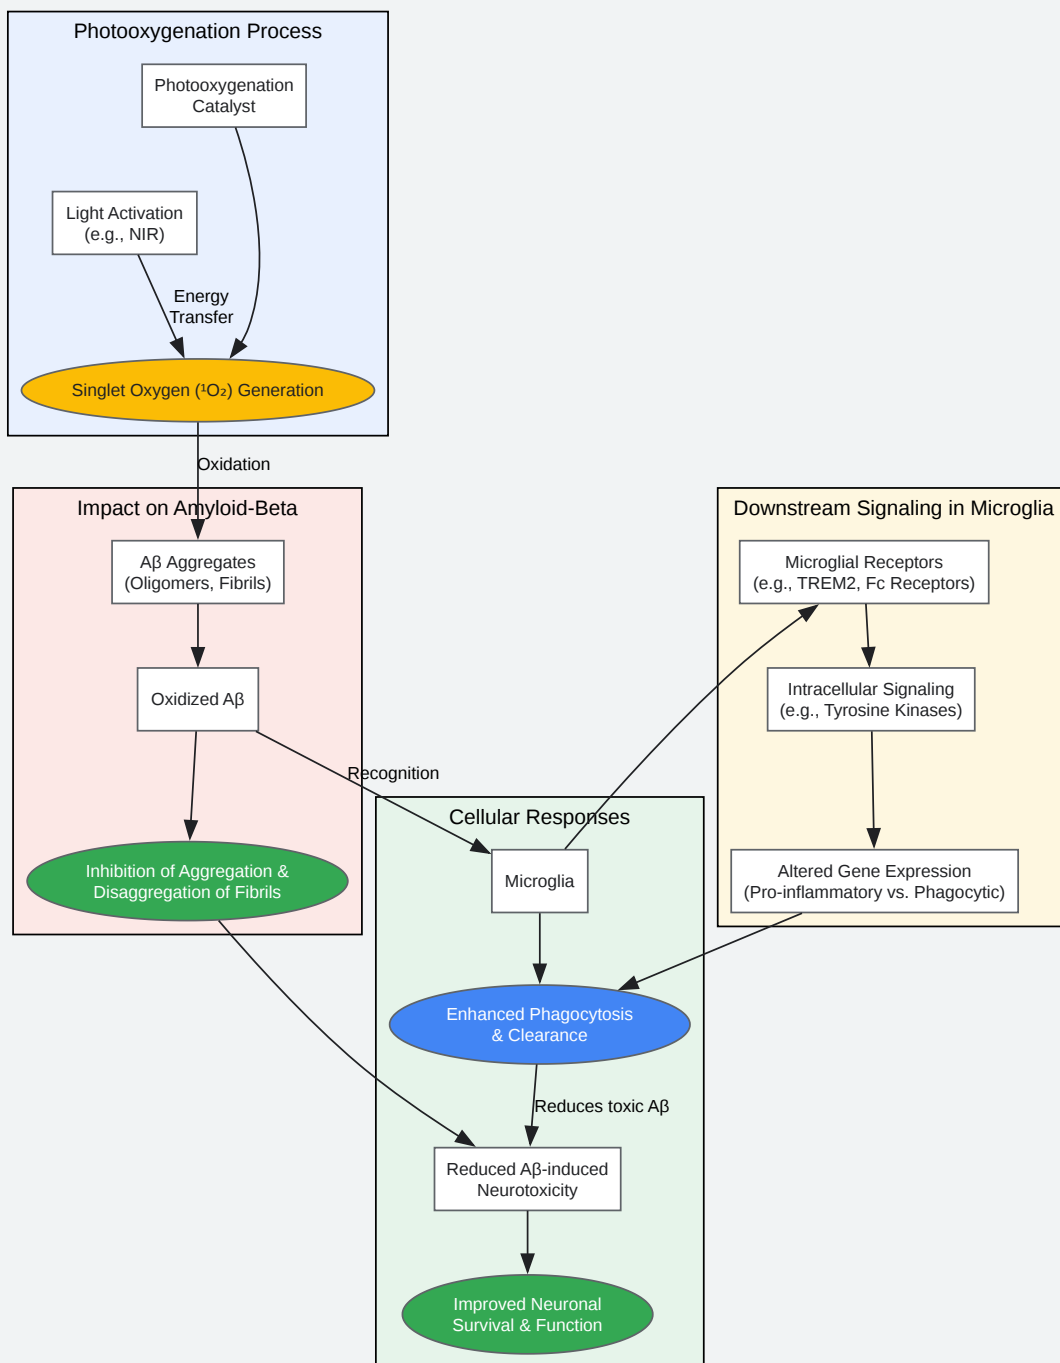 Photooxygenation Process
Photooxygenation
Catalyst
Light Activation
(e.g., NIR)
Energy
Transfer
Singlet Oxygen (¹O₂) Generation
Oxidation
Impact on Amyloid-Beta
Aβ Aggregates
(Oligomers, Fibrils)
Oxidized Aβ
Recognition
Inhibition of Aggregation &
Disaggregation of Fibrils
Downstream Signaling in Microglia
Microglial Receptors
(e.g., TREM2, Fc Receptors)
Intracellular Signaling
(e.g., Tyrosine Kinases)
Altered Gene Expression
(Pro-inflammatory vs. Phagocytic)
Cellular Responses
Microglia
Enhanced Phagocytosis
& Clearance
Reduces toxic Aβ
Reduced Aβ-induced
Neurotoxicity
Improved Neuronal
Survival & Function